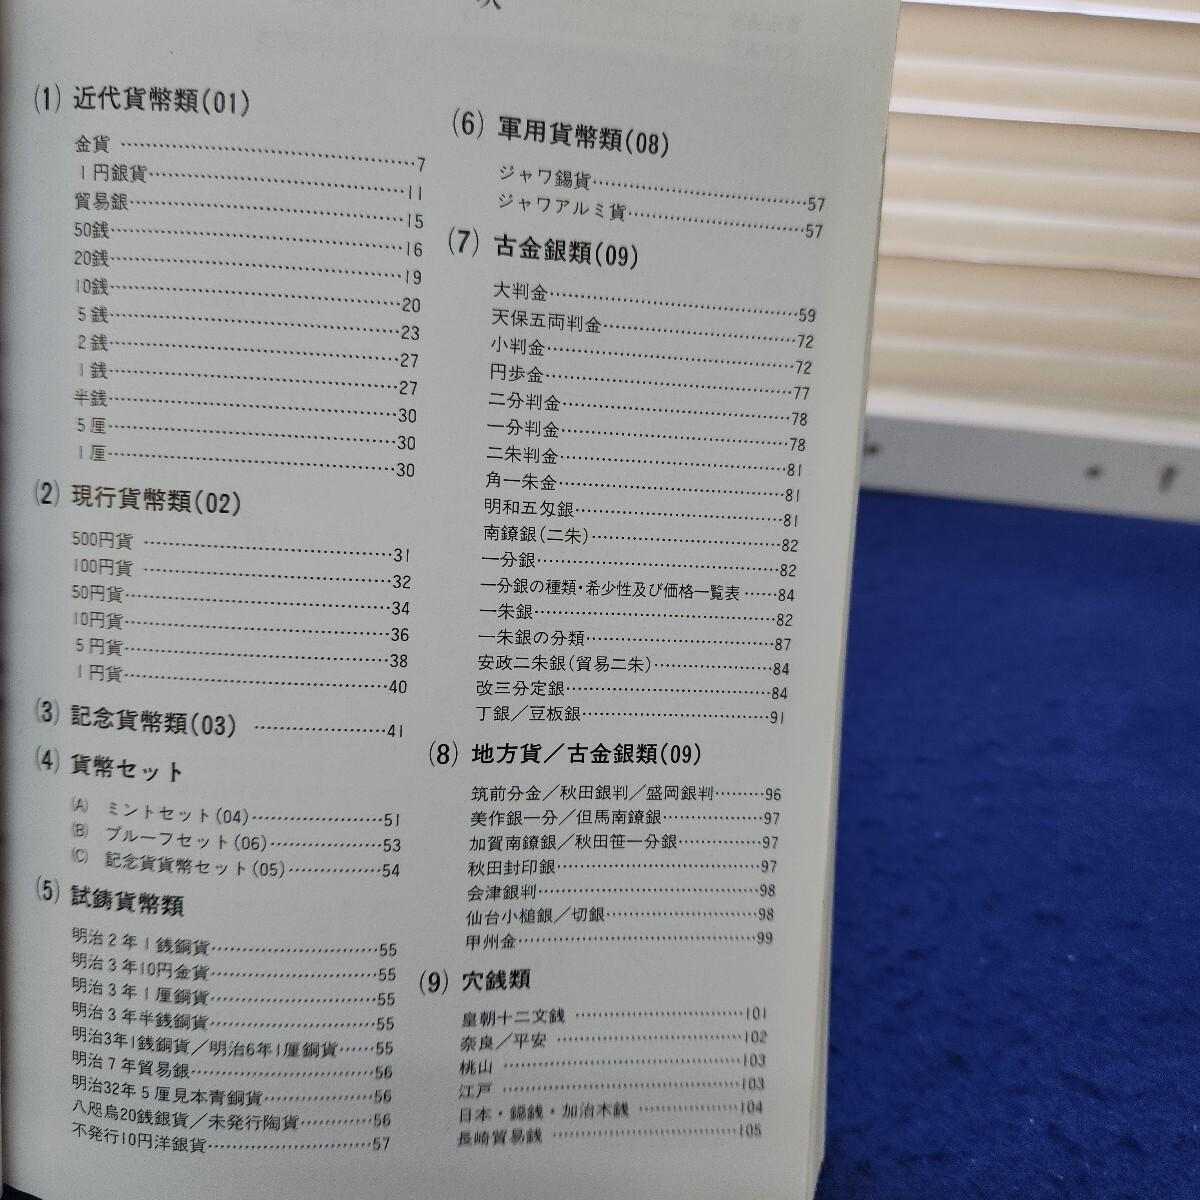 次
(1) 近代貨幣類(01)
金貨 ……7
1円銀貨……11
貿易銀……15
50銭……16
20銭……19
10銭……20
5銭……23
2銭……27
1銭……27
半銭……30
5厘……30
1厘……30
(2) 現行貨幣類(02)
500円貨 ……31
100円貨 ……32
50円貨……34
10円貨……36
5円貨……38
1円貨……40
(3) 記念貨幣類(03) ……41
(4) 貨幣セット
(A) ミントセット(04)……51
(B) プルーフセット(06)……53
(C) 記念貨貨幣セット(05)……54
(5) 試鋳貨幣類
明治2年1銭銅貨……55
明治3年10円金貨……55
明治3年1厘銅貨……55
明治3年半銭銅貨……55
明治3年1銭銅貨／明治6年1厘銅貨……55
明治7年貿易銀……56
明治32年5厘見本青銅貨……56
八咫烏20銭銀貨／未発行陶貨……56
不発行10円洋銀貨……57
(6) 軍用貨幣類(08)
ジャワ錫貨……57
ジャワアルミ貨……57
(7) 古金銀類(09)
大判金……59
天保五両判金……72
小判金……72
円歩金……77
二分判金……78
一分判金……78
二朱判金……81
角一朱金……81
明和五匁銀……81
南鐐銀(二朱)……82
一分銀……82
一分銀の種類・希少性及び価格一覧表……84
一朱銀……82
一朱銀の分類……87
安政二朱銀(貿易二朱)……84
改三分定銀……84
丁銀／豆板銀……91
(8) 地方貨／古金銀類(09)
筑前分金／秋田銀判／盛岡銀判……96
美作銀一分／但馬南鐐銀……97
加賀南鐐銀／秋田笹一分銀……97
秋田封印銀……97
会津銀判……98
仙台小槌銀／切銀……98
甲州金……99
(9) 穴銭類
皇朝十二文銭 ……101
奈良／平安 ……102
桃山 ……103
江戸 ……103
日本・鐚銭・加治木銭 ……104
長崎貿易銭 ……105